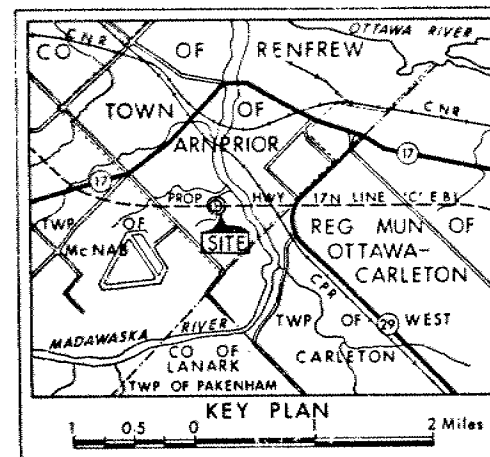 OTTAWA RIVER
CO OF RENFREW
C N R
TOWN OF
C N R
ARNPRIOR
17
17
PROP HWY 17N LINE 'C' E.B.L
TWP OF
McNAB
SITE
REG MUN OF
OTTAWA-
CARLETON
CPR
29
MADAWASKA RIVER
TWP OF WEST
CARLETON
CO OF
LANARK
TWP OF PAKENHAM
KEY PLAN
1 0.5 0 1 2 Miles